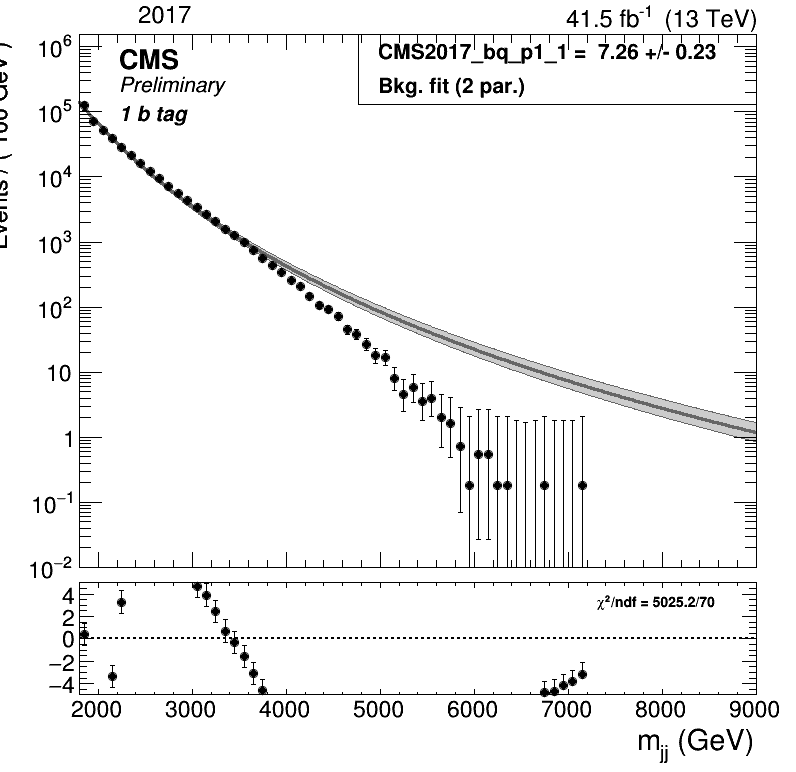 2017
41.5 fb⁻¹ (13 TeV)
CMS
Preliminary
1 b tag
CMS2017_bq_p1_1 = 7.26 +/- 0.23
Bkg. fit (2 par.)
10⁶
10⁵
10⁴
10³
10²
10
1
10⁻¹
10⁻²
χ²/ndf = 5025.2/70
4
2
0
−2
−4
2000 3000 4000 5000 6000 7000 8000 9000
m_jj (GeV)